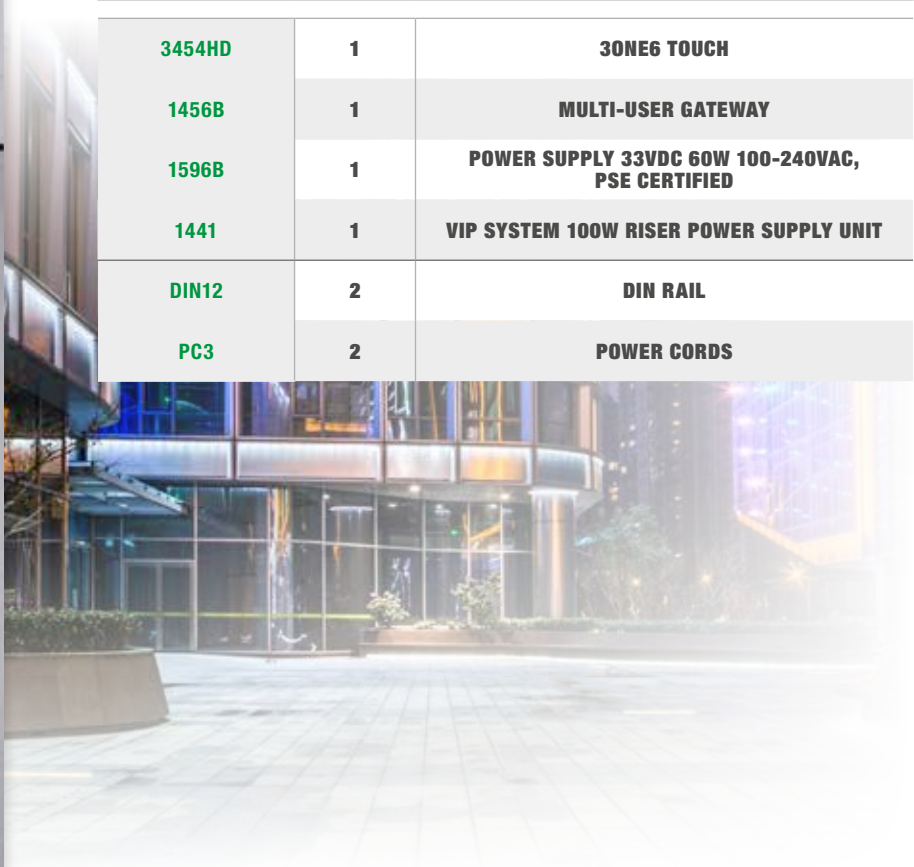 3454HD 1 3ONE6 TOUCH
1456B 1 MULTI-USER GATEWAY
1596B 1 POWER SUPPLY 33VDC 60W 100-240VAC,
PSE CERTIFIED
1441 1 VIP SYSTEM 100W RISER POWER SUPPLY UNIT
DIN12 2 DIN RAIL
PC3 2 POWER CORDS